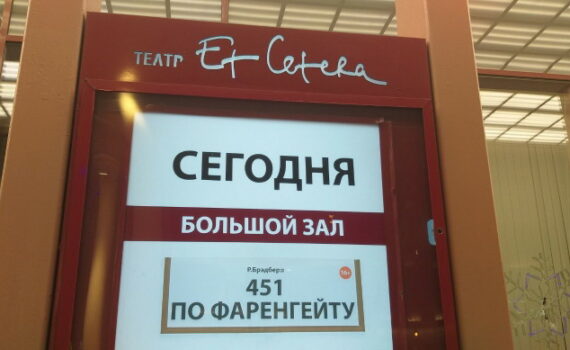 ТЕАТР Et Cetera
СЕГОДНЯ
БОЛЬШОЙ ЗАЛ
Р.Брэдбери
16+
451
ПО ФАРЕНГЕЙТУ